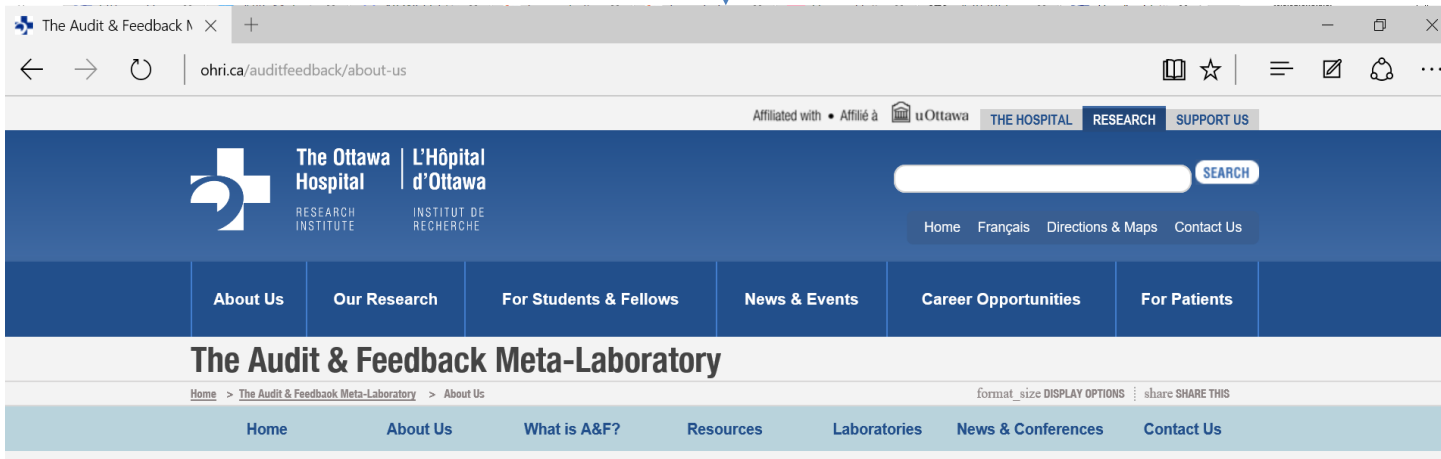 The Audit & Feedback M
ohri.ca/auditfeedback/about-us
Affiliated with • Affilié à uOttawa THE HOSPITAL RESEARCH SUPPORT US
The Ottawa Hospital
L'Hôpital d'Ottawa
RESEARCH INSTITUTE
INSTITUT DE RECHERCHE
SEARCH
Home Français Directions & Maps Contact Us
About Us Our Research For Students & Fellows News & Events Career Opportunities For Patients
The Audit & Feedback Meta-Laboratory
Home > The Audit & Feedback Meta-Laboratory > About Us
format_size DISPLAY OPTIONS share SHARE THIS
Home About Us What is A&F? Resources Laboratories News & Conferences Contact Us